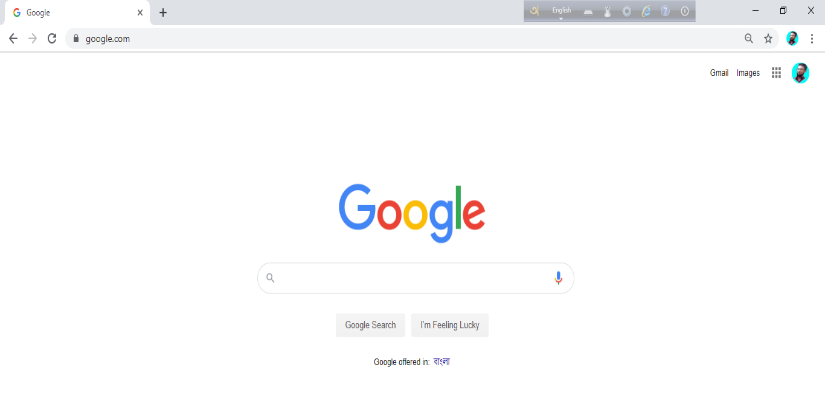 Google
English
google.com
Gmail Images
Google
Google Search I'm Feeling Lucky
Google offered in: বাংলা